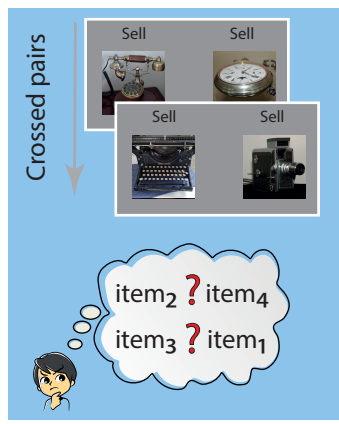 Crossed pairs
Sell Sell
Sell Sell
item2 ? item4
item3 ? item1